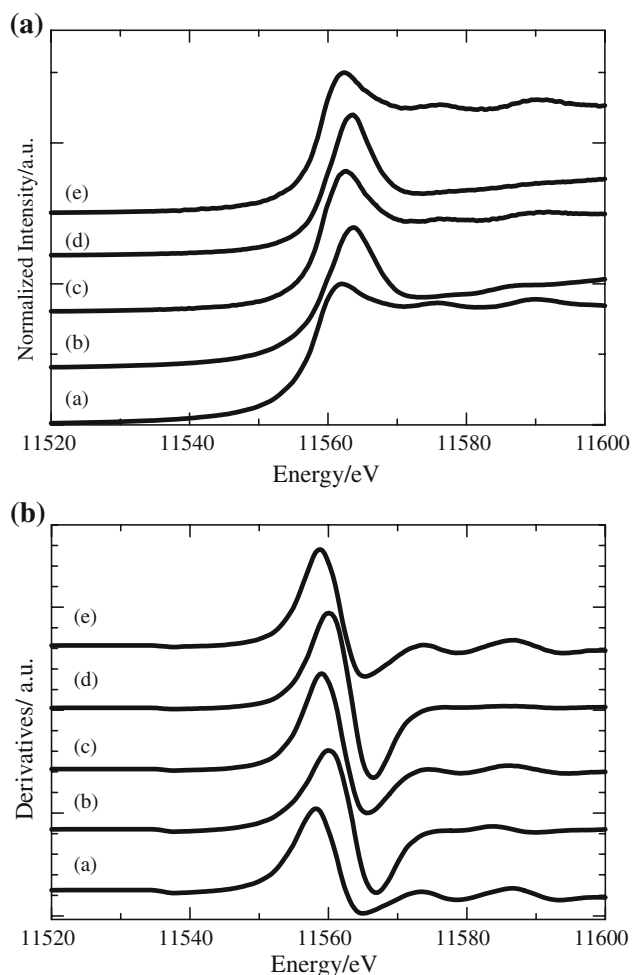 (a)
Normalized Intensity/a.u.
(e)
(d)
(c)
(b)
(a)
11520 11540 11560 11580 11600
Energy/eV
(b)
Derivatives/ a.u.
(e)
(d)
(c)
(b)
(a)
11520 11540 11560 11580 11600
Energy/eV